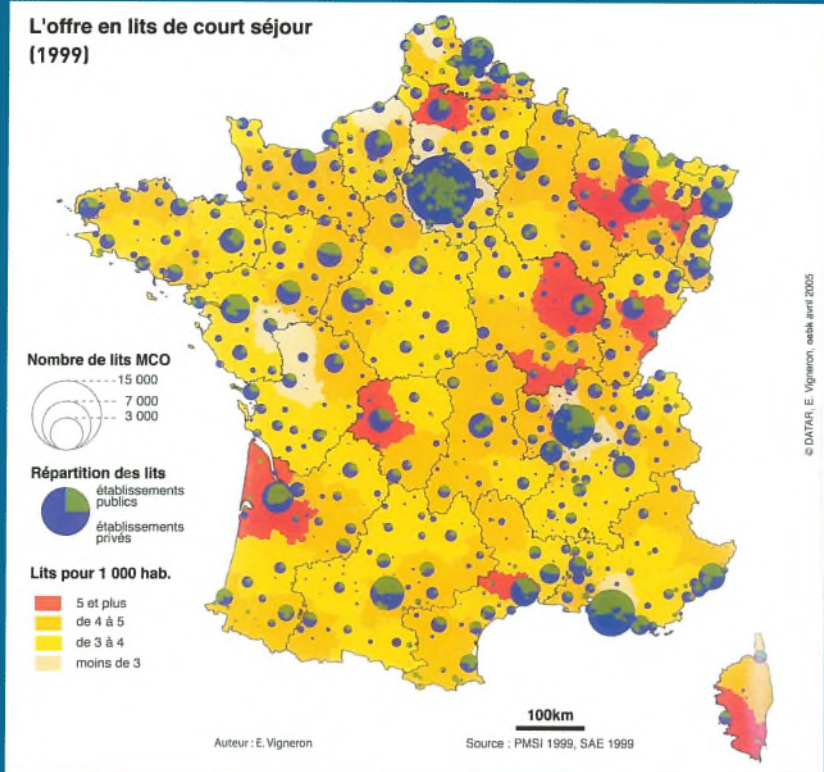 L'offre en lits de court séjour
(1999)
Nombre de lits MCO
15 000
7 000
3 000
Répartition des lits
établissements
publics
établissements
privés
Lits pour 1 000 hab.
5 et plus
de 4 à 5
de 3 à 4
moins de 3
100km
Auteur : E. Vigneron
Source : PMSI 1999, SAE 1999
© DATAR, E. Vigneron, oabk avril 2005